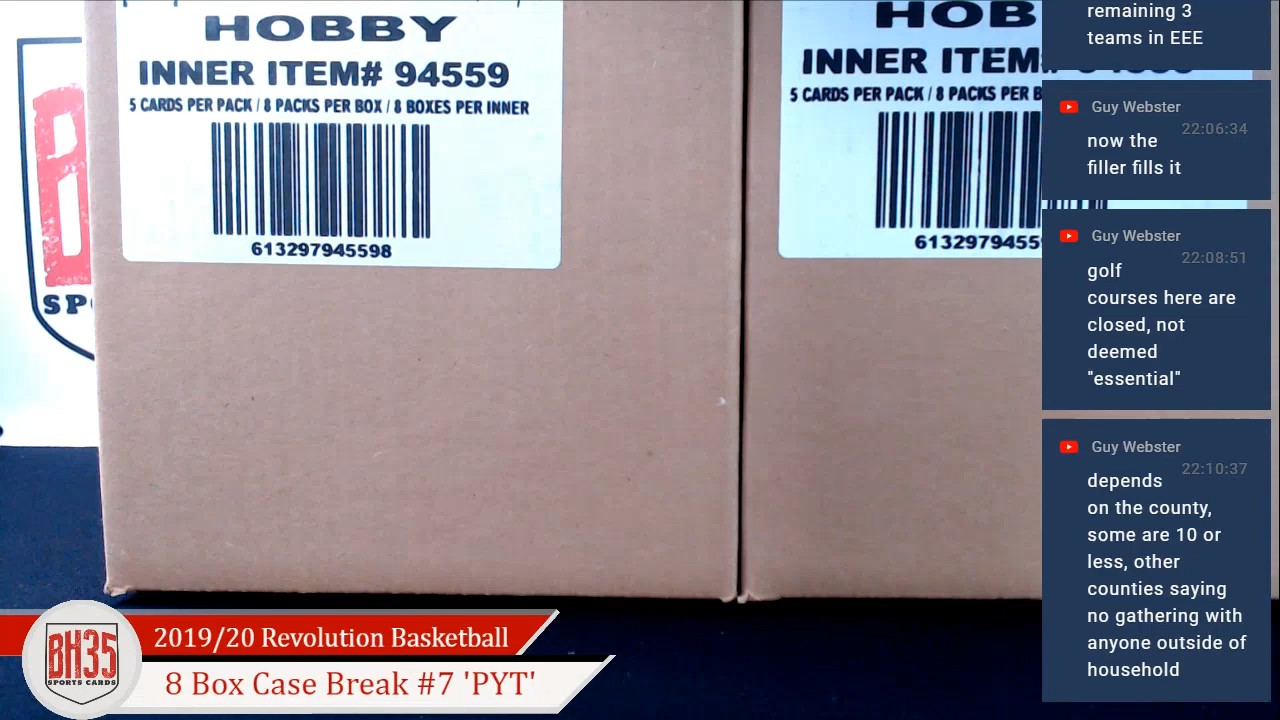 HOBBY
INNER ITEM# 94559
5 CARDS PER PACK / 8 PACKS PER BOX / 8 BOXES PER INNER
613297945598
HOB
INNER ITEM#
5 CARDS PER PACK / 8 PACKS PER B
61329794559
SP
2019/20 Revolution Basketball
8 Box Case Break #7 'PYT'
BH35
SPORTS CARDS
remaining 3
teams in EEE
Guy Webster
22:06:34
now the
filler fills it
Guy Webster
22:08:51
golf
courses here are
closed, not
deemed
"essential"
Guy Webster
22:10:37
depends
on the county,
some are 10 or
less, other
counties saying
no gathering with
anyone outside of
household